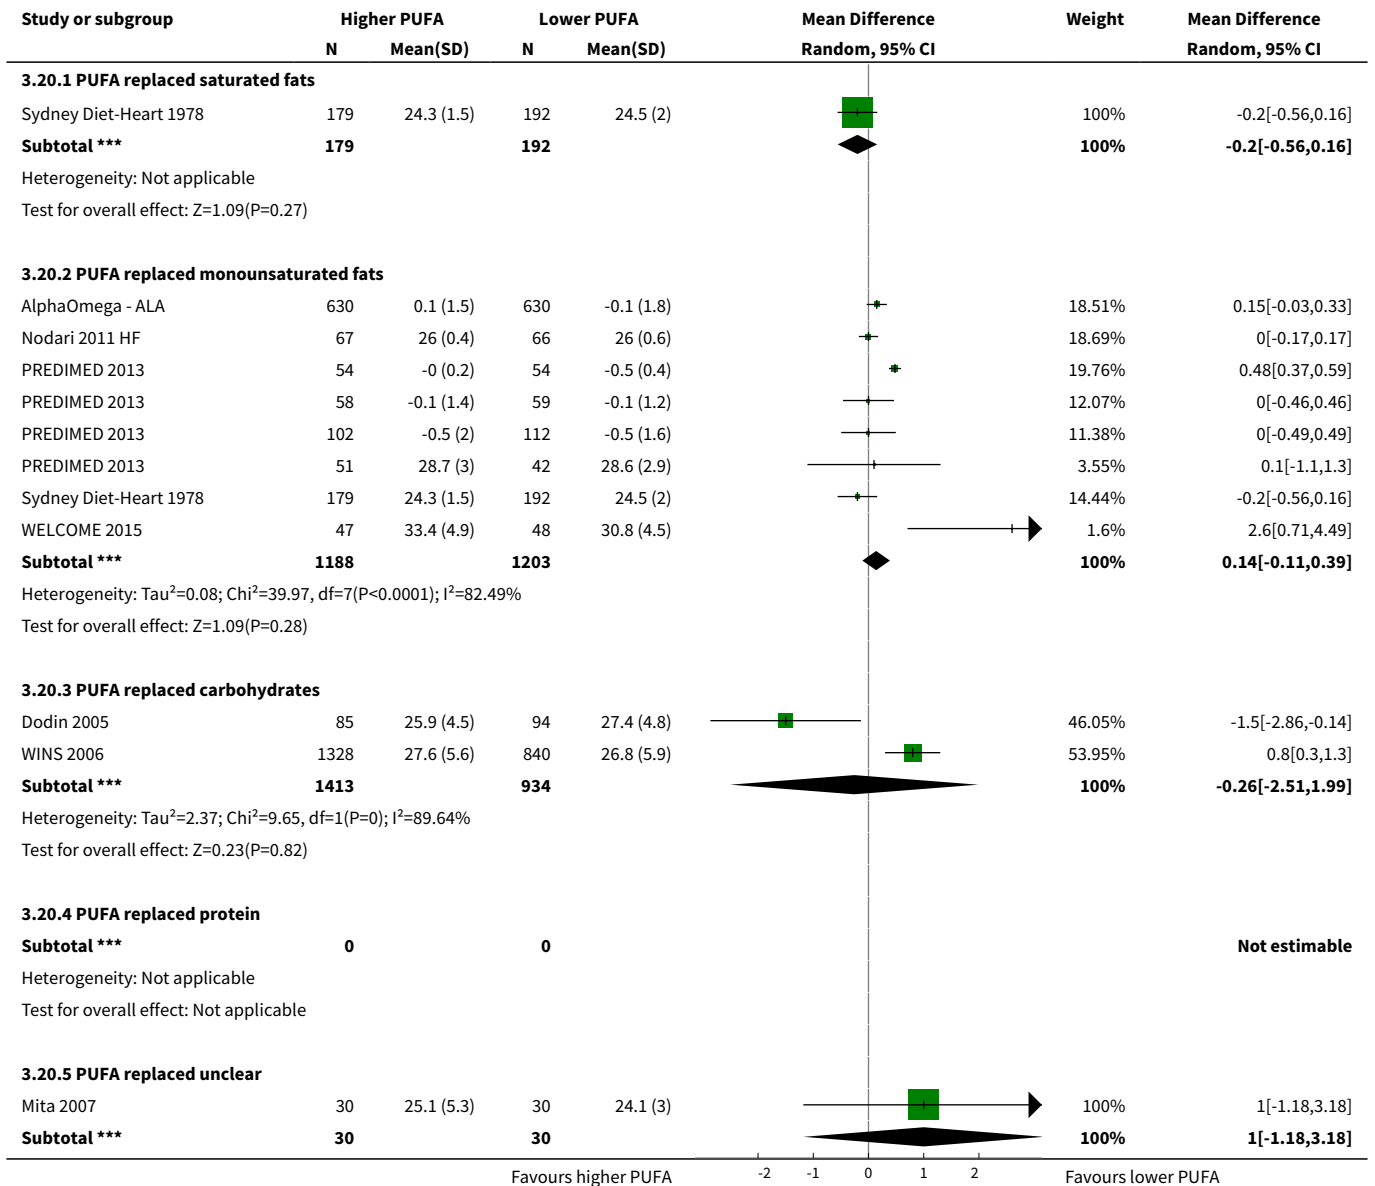 Study or subgroup Higher PUFA Lower PUFA Mean Difference Weight Mean Difference
N Mean(SD) N Mean(SD) Random, 95% CI Random, 95% CI
3.20.1 PUFA replaced saturated fats
Sydney Diet-Heart 1978 179 24.3 (1.5) 192 24.5 (2) 100% -0.2[-0.56,0.16]
Subtotal *** 179 192 100% -0.2[-0.56,0.16]
Heterogeneity: Not applicable
Test for overall effect: Z=1.09(P=0.27)
3.20.2 PUFA replaced monounsaturated fats
AlphaOmega - ALA 630 0.1 (1.5) 630 -0.1 (1.8) 18.51% 0.15[-0.03,0.33]
Nodari 2011 HF 67 26 (0.4) 66 26 (0.6) 18.69% 0[-0.17,0.17]
PREDIMED 2013 54 -0 (0.2) 54 -0.5 (0.4) 19.76% 0.48[0.37,0.59]
PREDIMED 2013 58 -0.1 (1.4) 59 -0.1 (1.2) 12.07% 0[-0.46,0.46]
PREDIMED 2013 102 -0.5 (2) 112 -0.5 (1.6) 11.38% 0[-0.49,0.49]
PREDIMED 2013 51 28.7 (3) 42 28.6 (2.9) 3.55% 0.1[-1.1,1.3]
Sydney Diet-Heart 1978 179 24.3 (1.5) 192 24.5 (2) 14.44% -0.2[-0.56,0.16]
WELCOME 2015 47 33.4 (4.9) 48 30.8 (4.5) 1.6% 2.6[0.71,4.49]
Subtotal *** 1188 1203 100% 0.14[-0.11,0.39]
Heterogeneity: Tau²=0.08; Chi²=39.97, df=7(P<0.0001); I²=82.49%
Test for overall effect: Z=1.09(P=0.28)
3.20.3 PUFA replaced carbohydrates
Dodin 2005 85 25.9 (4.5) 94 27.4 (4.8) 46.05% -1.5[-2.86,-0.14]
WINS 2006 1328 27.6 (5.6) 840 26.8 (5.9) 53.95% 0.8[0.3,1.3]
Subtotal *** 1413 934 100% -0.26[-2.51,1.99]
Heterogeneity: Tau²=2.37; Chi²=9.65, df=1(P=0); I²=89.64%
Test for overall effect: Z=0.23(P=0.82)
3.20.4 PUFA replaced protein
Subtotal *** 0 0 Not estimable
Heterogeneity: Not applicable
Test for overall effect: Not applicable
3.20.5 PUFA replaced unclear
Mita 2007 30 25.1 (5.3) 30 24.1 (3) 100% 1[-1.18,3.18]
Subtotal *** 30 30 100% 1[-1.18,3.18]
Favours higher PUFA -2 -1 0 1 2 Favours lower PUFA